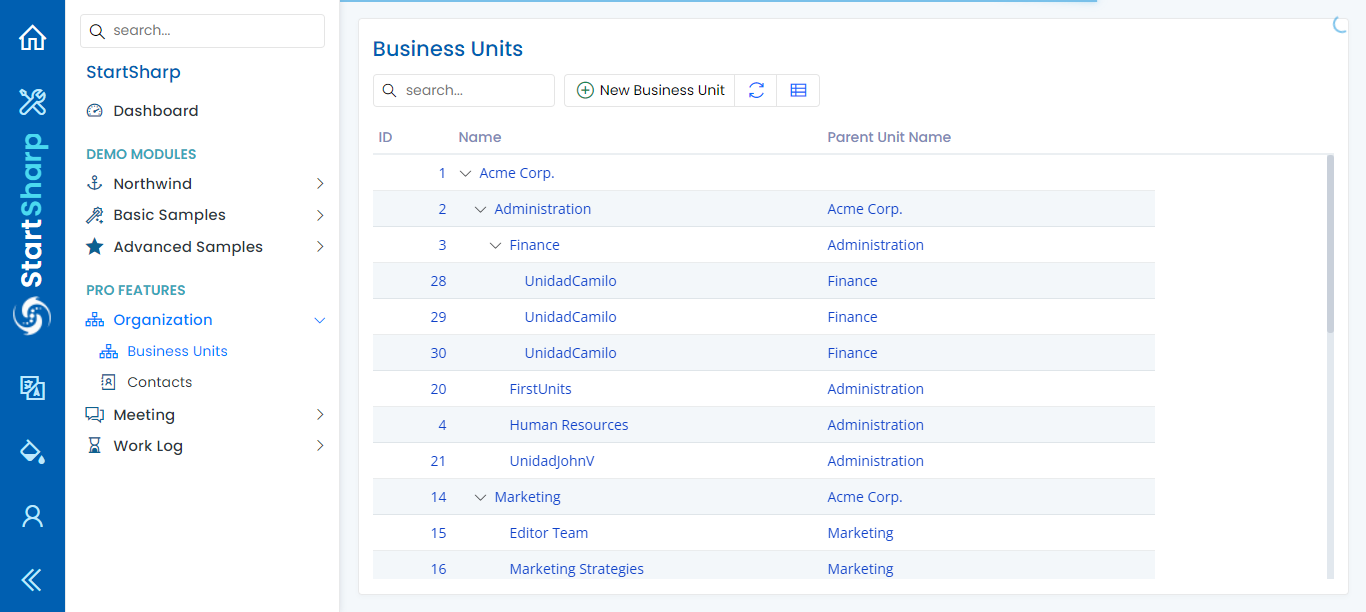 StartSharp
search...
StartSharp
Dashboard
DEMO MODULES
Northwind
Basic Samples
Advanced Samples
PRO FEATURES
Organization
Business Units
Contacts
Meeting
Work Log
Business Units
search...
New Business Unit
ID Name Parent Unit Name
1 Acme Corp.
2 Administration Acme Corp.
3 Finance Administration
28 UnidadCamilo Finance
29 UnidadCamilo Finance
30 UnidadCamilo Finance
20 FirstUnits Administration
4 Human Resources Administration
21 UnidadJohnV Administration
14 Marketing Acme Corp.
15 Editor Team Marketing
16 Marketing Strategies Marketing